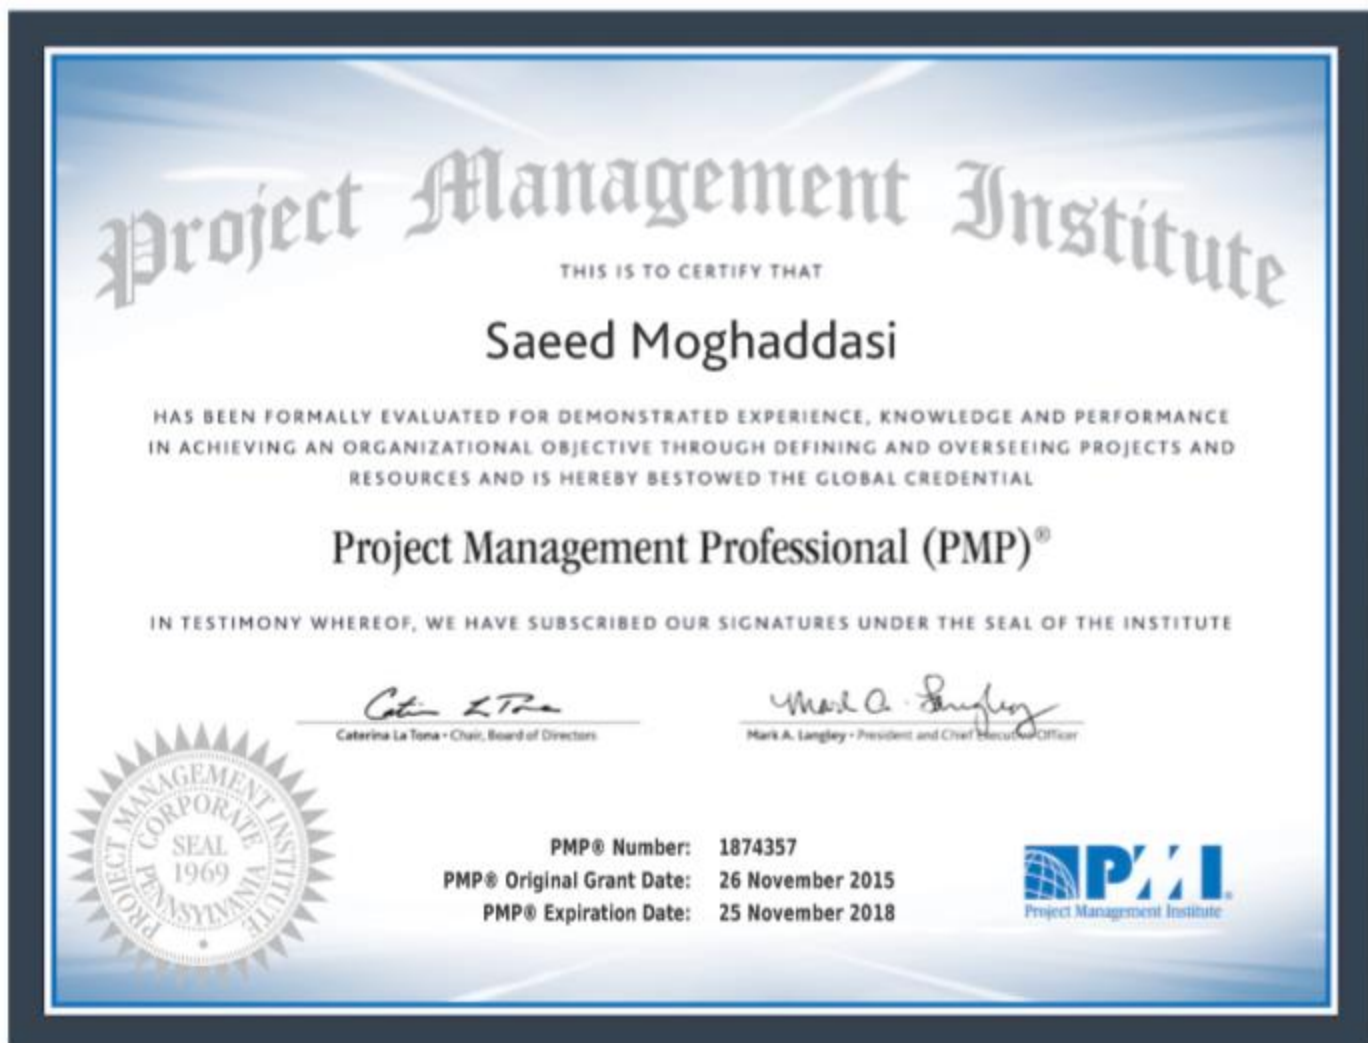 Project Management Institute
THIS IS TO CERTIFY THAT
Saeed Moghaddasi
HAS BEEN FORMALLY EVALUATED FOR DEMONSTRATED EXPERIENCE, KNOWLEDGE AND PERFORMANCE
IN ACHIEVING AN ORGANIZATIONAL OBJECTIVE THROUGH DEFINING AND OVERSEEING PROJECTS AND
RESOURCES AND IS HEREBY BESTOWED THE GLOBAL CREDENTIAL
Project Management Professional (PMP)®
IN TESTIMONY WHEREOF, WE HAVE SUBSCRIBED OUR SIGNATURES UNDER THE SEAL OF THE INSTITUTE
Caterina La Tona • Chair, Board of Directors
Mark A. Langley
Mark A. Langley • President and Chief Executive Officer
PROJECT MANAGEMENT INSTITUTE
CORPORATE
SEAL
1969
PENNSYLVANIA
PMP® Number: 1874357
PMP® Original Grant Date: 26 November 2015
PMP® Expiration Date: 25 November 2018
PMI®
Project Management Institute